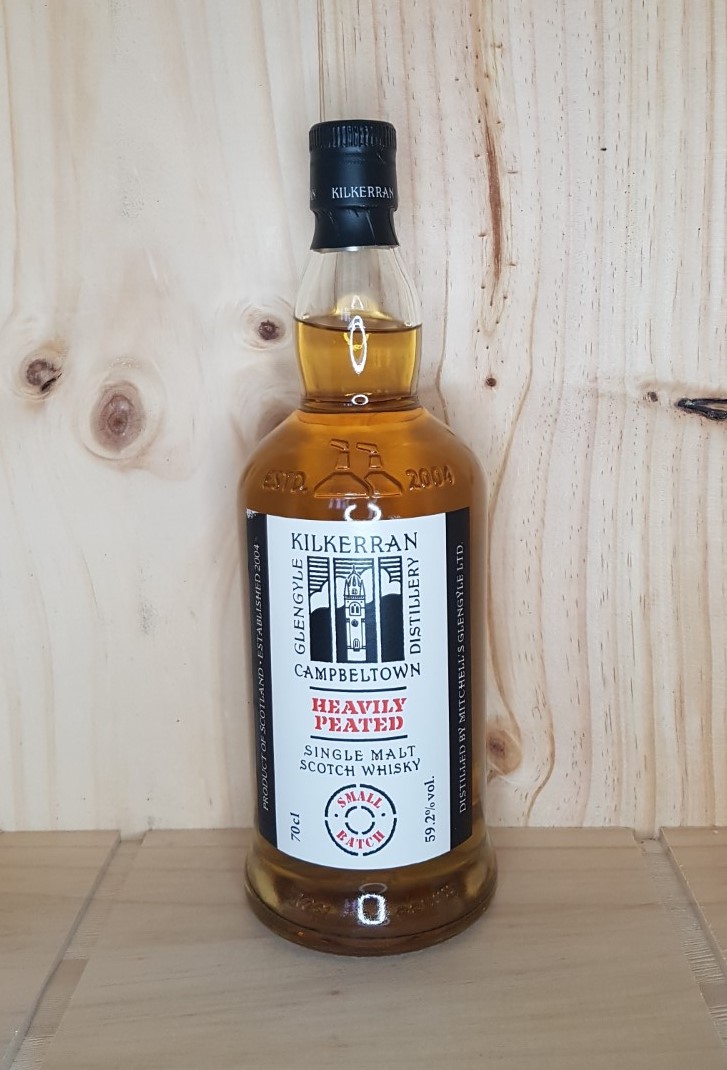 KILKERRAN
ESTD. 2004
KILKERRAN
GLENGYLE
DISTILLERY
CAMPBELTOWN
HEAVILY
PEATED
SINGLE MALT
SCOTCH WHISKY
SMALL
BATCH
70cl
59.2% vol.
PRODUCT OF SCOTLAND • ESTABLISHED 2004
DISTILLED BY MITCHELL'S GLENGYLE LTD